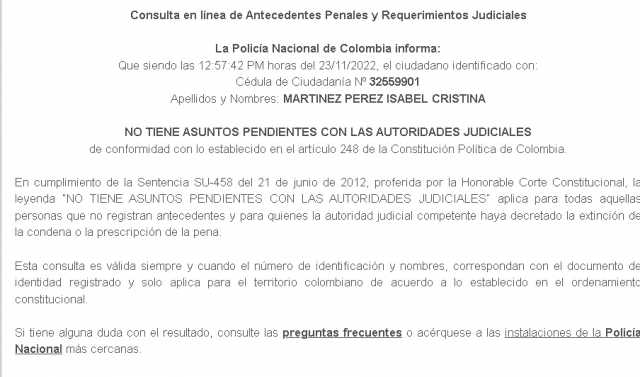 Consulta en línea de Antecedentes Penales y Requerimientos Judiciales
La Policía Nacional de Colombia informa:
Que siendo las 12:57:42 PM horas del 23/11/2022, el ciudadano identificado con:
Cédula de Ciudadanía Nº 32559901
Apellidos y Nombres: MARTINEZ PEREZ ISABEL CRISTINA
NO TIENE ASUNTOS PENDIENTES CON LAS AUTORIDADES JUDICIALES
de conformidad con lo establecido en el artículo 248 de la Constitución Política de Colombia.
En cumplimiento de la Sentencia SU-458 del 21 de junio de 2012, proferida por la Honorable Corte Constitucional, la
leyenda "NO TIENE ASUNTOS PENDIENTES CON LAS AUTORIDADES JUDICIALES" aplica para todas aquellas
personas que no registran antecedentes y para quienes la autoridad judicial competente haya decretado la extinción de
la condena o la prescripción de la pena.
Esta consulta es válida siempre y cuando el número de identificación y nombres, correspondan con el documento de
identidad registrado y solo aplica para el territorio colombiano de acuerdo a lo establecido en el ordenamiento
constitucional.
Si tiene alguna duda con el resultado, consulte las preguntas frecuentes o acérquese a las instalaciones de la Policía
Nacional más cercanas.